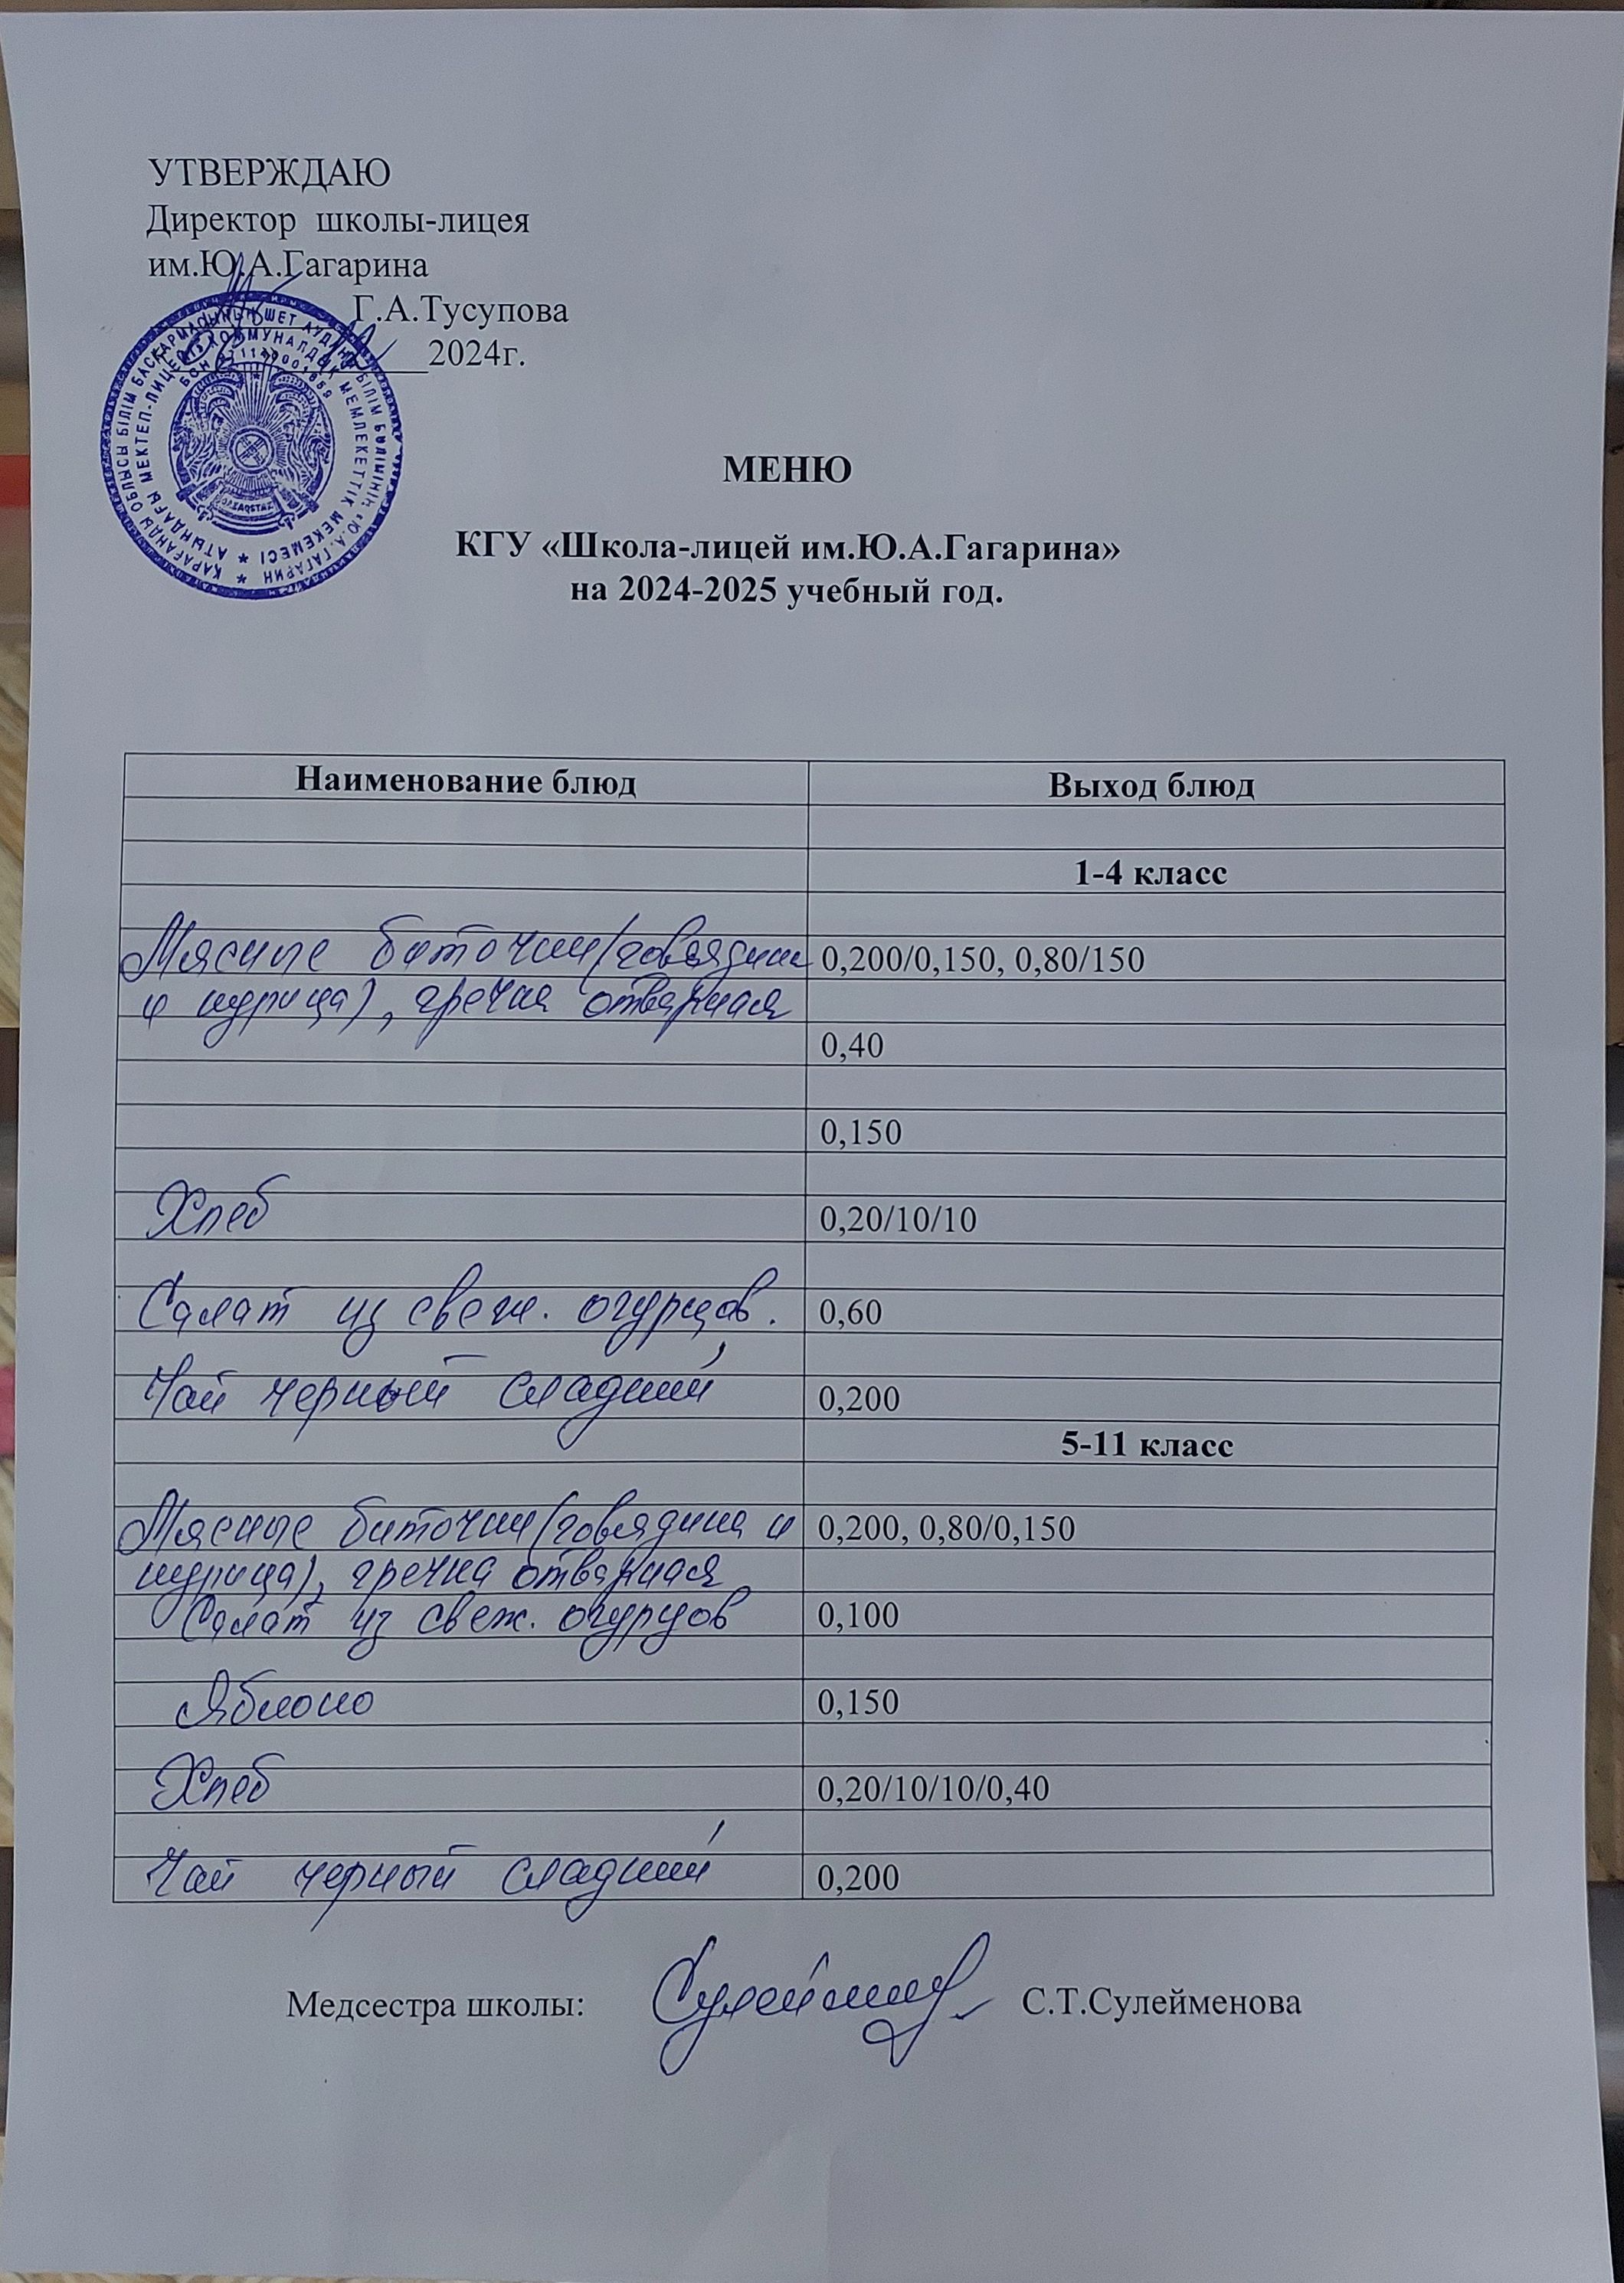 УТВЕРЖДАЮ
Директор школы-лицея
им.Ю.А.Гагарина
Г.А.Тусупова
2024г.
МЕНЮ
КГУ «Школа-лицей им.Ю.А.Гагарина»
на 2024-2025 учебный год.
Наименование блюд Выход блюд
1-4 класс
Мясные биточки (говядина 0,200/0,150, 0,80/150
и курица), гречка отварная
0,40
0,150
Хлеб 0,20/10/10
Салат из свеж. огурцов. 0,60
Чай черный сладкий 0,200
5-11 класс
Мясные биточки (говядина и 0,200, 0,80/0,150
курица), гречка отварная
Салат из свеж. огурцов 0,100
Яблоко 0,150
Хлеб 0,20/10/10/0,40
Чай черный сладкий 0,200
Медсестра школы: С.Т.Сулейменова